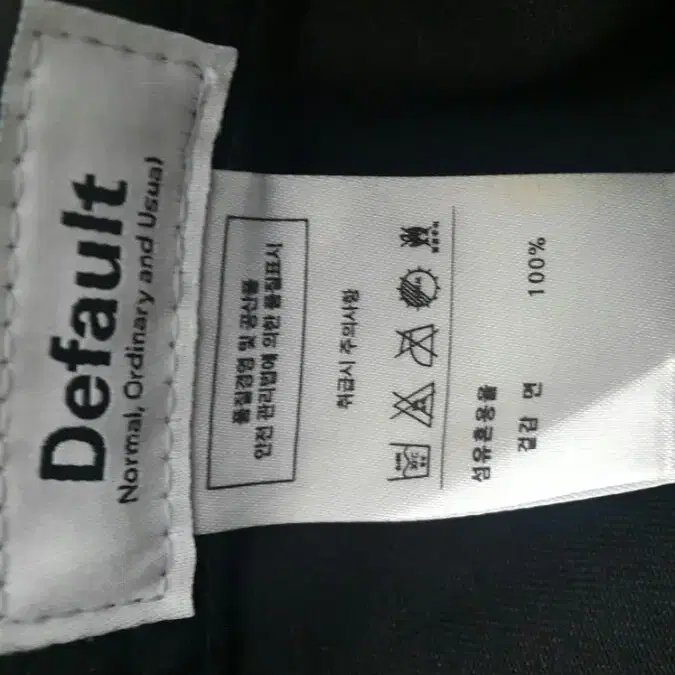 Default
Normal, Ordinary and Usual
품질경영 및 공산품
안전 관리법에 의한 품질표시
취급시 주의사항
섬유혼용율
겉감 면 100%